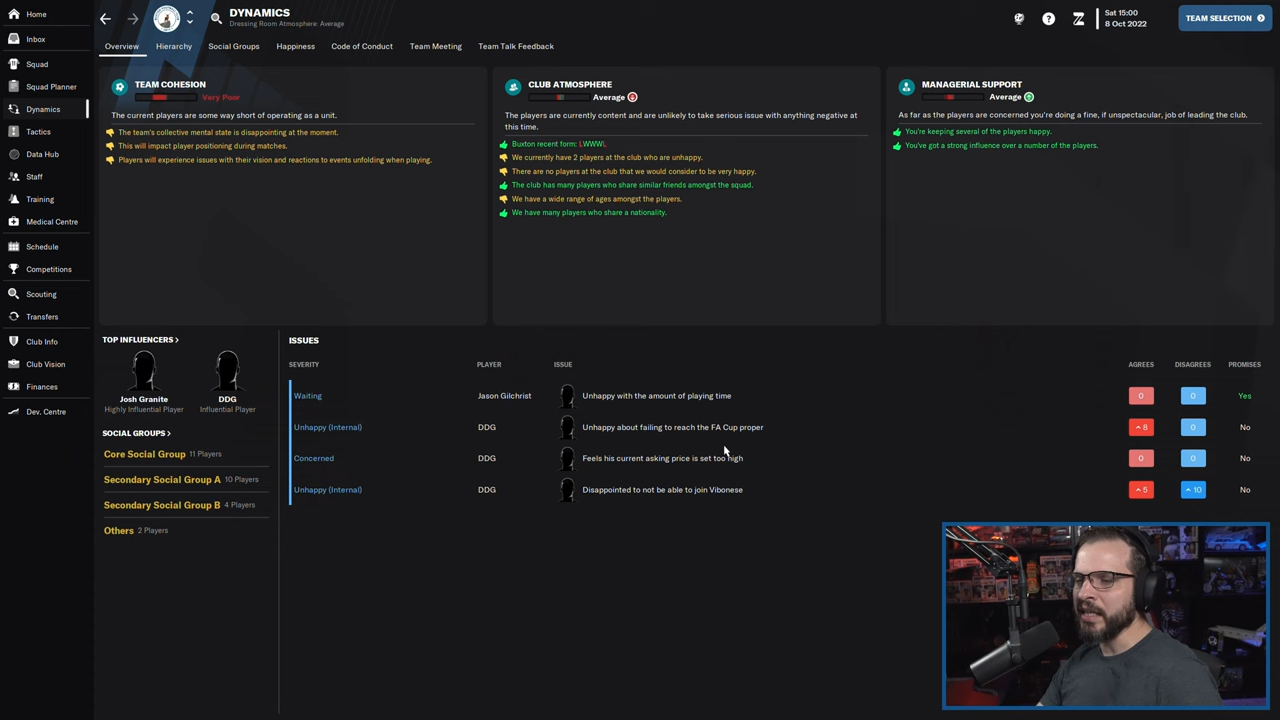 Home
Inbox
Squad
Squad Planner
Dynamics
Tactics
Data Hub
Staff
Training
Medical Centre
Schedule
Competitions
Scouting
Transfers
Club Info
Club Vision
Finances
Dev. Centre
DYNAMICS
Dressing Room Atmosphere: Average
Sat 15:00
8 Oct 2022
TEAM SELECTION
Overview Hierarchy Social Groups Happiness Code of Conduct Team Meeting Team Talk Feedback
TEAM COHESION
Very Poor
The current players are some way short of operating as a unit.
The team's collective mental state is disappointing at the moment.
This will impact player positioning during matches.
Players will experience issues with their vision and reactions to events unfolding when playing.
CLUB ATMOSPHERE
Average
The players are currently content and are unlikely to take serious issue with anything negative at
this time.
Buxton recent form: LWWWL
We currently have 2 players at the club who are unhappy.
There are no players at the club that we would consider to be very happy.
The club has many players who share similar friends amongst the squad.
We have a wide range of ages amongst the players.
We have many players who share a nationality.
MANAGERIAL SUPPORT
Average
As far as the players are concerned you're doing a fine, if unspectacular, job of leading the club.
You're keeping several of the players happy.
You've got a strong influence over a number of the players.
TOP INFLUENCERS >
Josh Granite
Highly Influential Player
DDG
Influential Player
SOCIAL GROUPS >
Core Social Group 11 Players
Secondary Social Group A 10 Players
Secondary Social Group B 4 Players
Others 2 Players
ISSUES
SEVERITY PLAYER ISSUE AGREES DISAGREES PROMISES
Waiting Jason Gilchrist Unhappy with the amount of playing time 0 0 Yes
Unhappy (Internal) DDG Unhappy about failing to reach the FA Cup proper 8 0 No
Concerned DDG Feels his current asking price is set too high 0 0 No
Unhappy (Internal) DDG Disappointed to not be able to join Vibonese 5 10 No